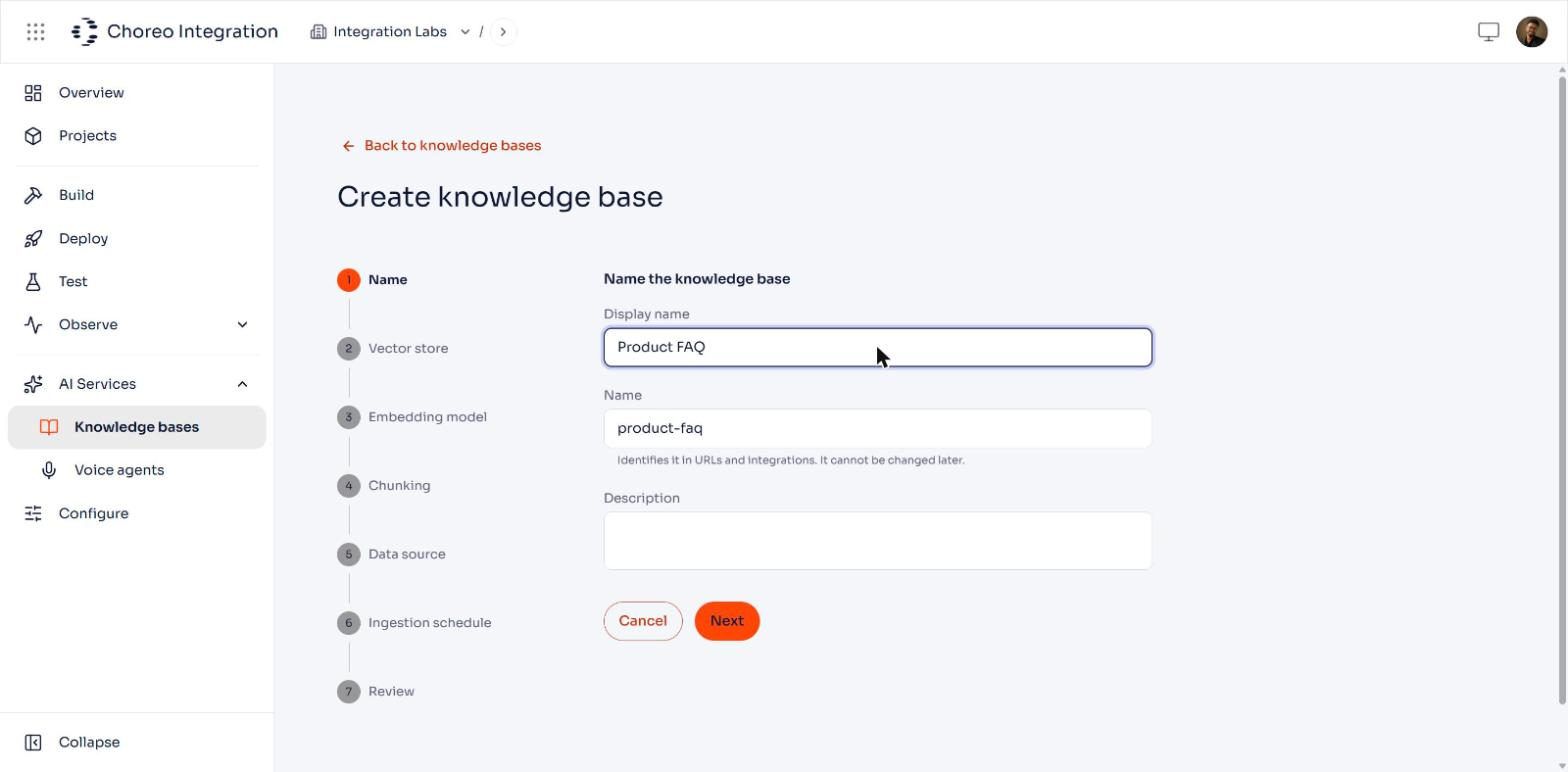 Choreo Integration
Integration Labs /
Overview
Projects
Build
Deploy
Test
Observe
AI Services
Knowledge bases
Voice agents
Configure
Collapse
Back to knowledge bases
Create knowledge base
1 Name
2 Vector store
3 Embedding model
4 Chunking
5 Data source
6 Ingestion schedule
7 Review
Name the knowledge base
Display name
Product FAQ
Name
product-faq
Identifies it in URLs and integrations. It cannot be changed later.
Description
Cancel
Next